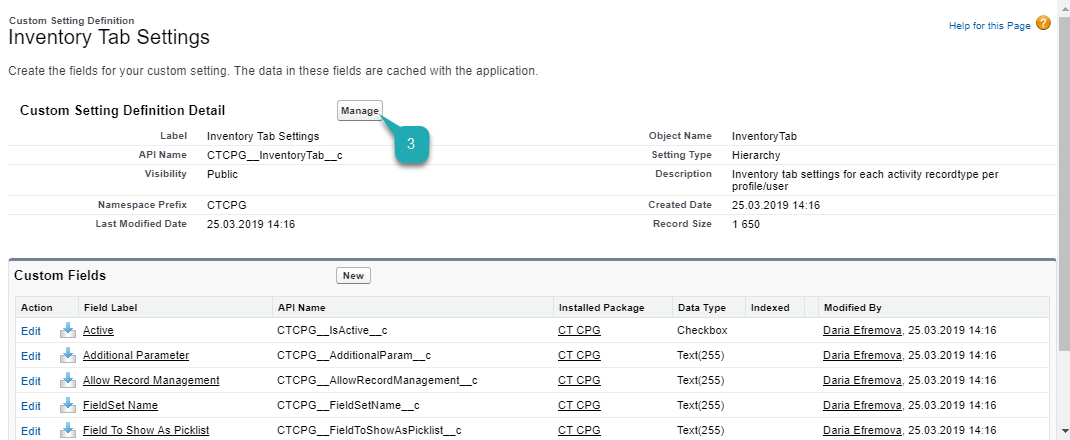 Custom Setting Definition
Inventory Tab Settings
Help for this Page ?
Create the fields for your custom setting. The data in these fields are cached with the application.
Custom Setting Definition Detail Manage
3
Label Inventory Tab Settings Object Name InventoryTab
API Name CTCPG__InventoryTab__c Setting Type Hierarchy
Visibility Public Description Inventory tab settings for each activity recordtype per
profile/user
Namespace Prefix CTCPG Created Date 25.03.2019 14:16
Last Modified Date 25.03.2019 14:16 Record Size 1 650
Custom Fields New
Action Field Label API Name Installed Package Data Type Indexed Modified By
Edit Active CTCPG__IsActive__c CT CPG Checkbox Daria Efremova, 25.03.2019 14:16
Edit Additional Parameter CTCPG__AdditionalParam__c CT CPG Text(255) Daria Efremova, 25.03.2019 14:16
Edit Allow Record Management CTCPG__AllowRecordManagement__c CT CPG Text(255) Daria Efremova, 25.03.2019 14:16
Edit FieldSet Name CTCPG__FieldSetName__c CT CPG Text(255) Daria Efremova, 25.03.2019 14:16
Edit Field To Show As Picklist CTCPG__FieldToShowAsPicklist__c CT CPG Text(255) Daria Efremova, 25.03.2019 14:16